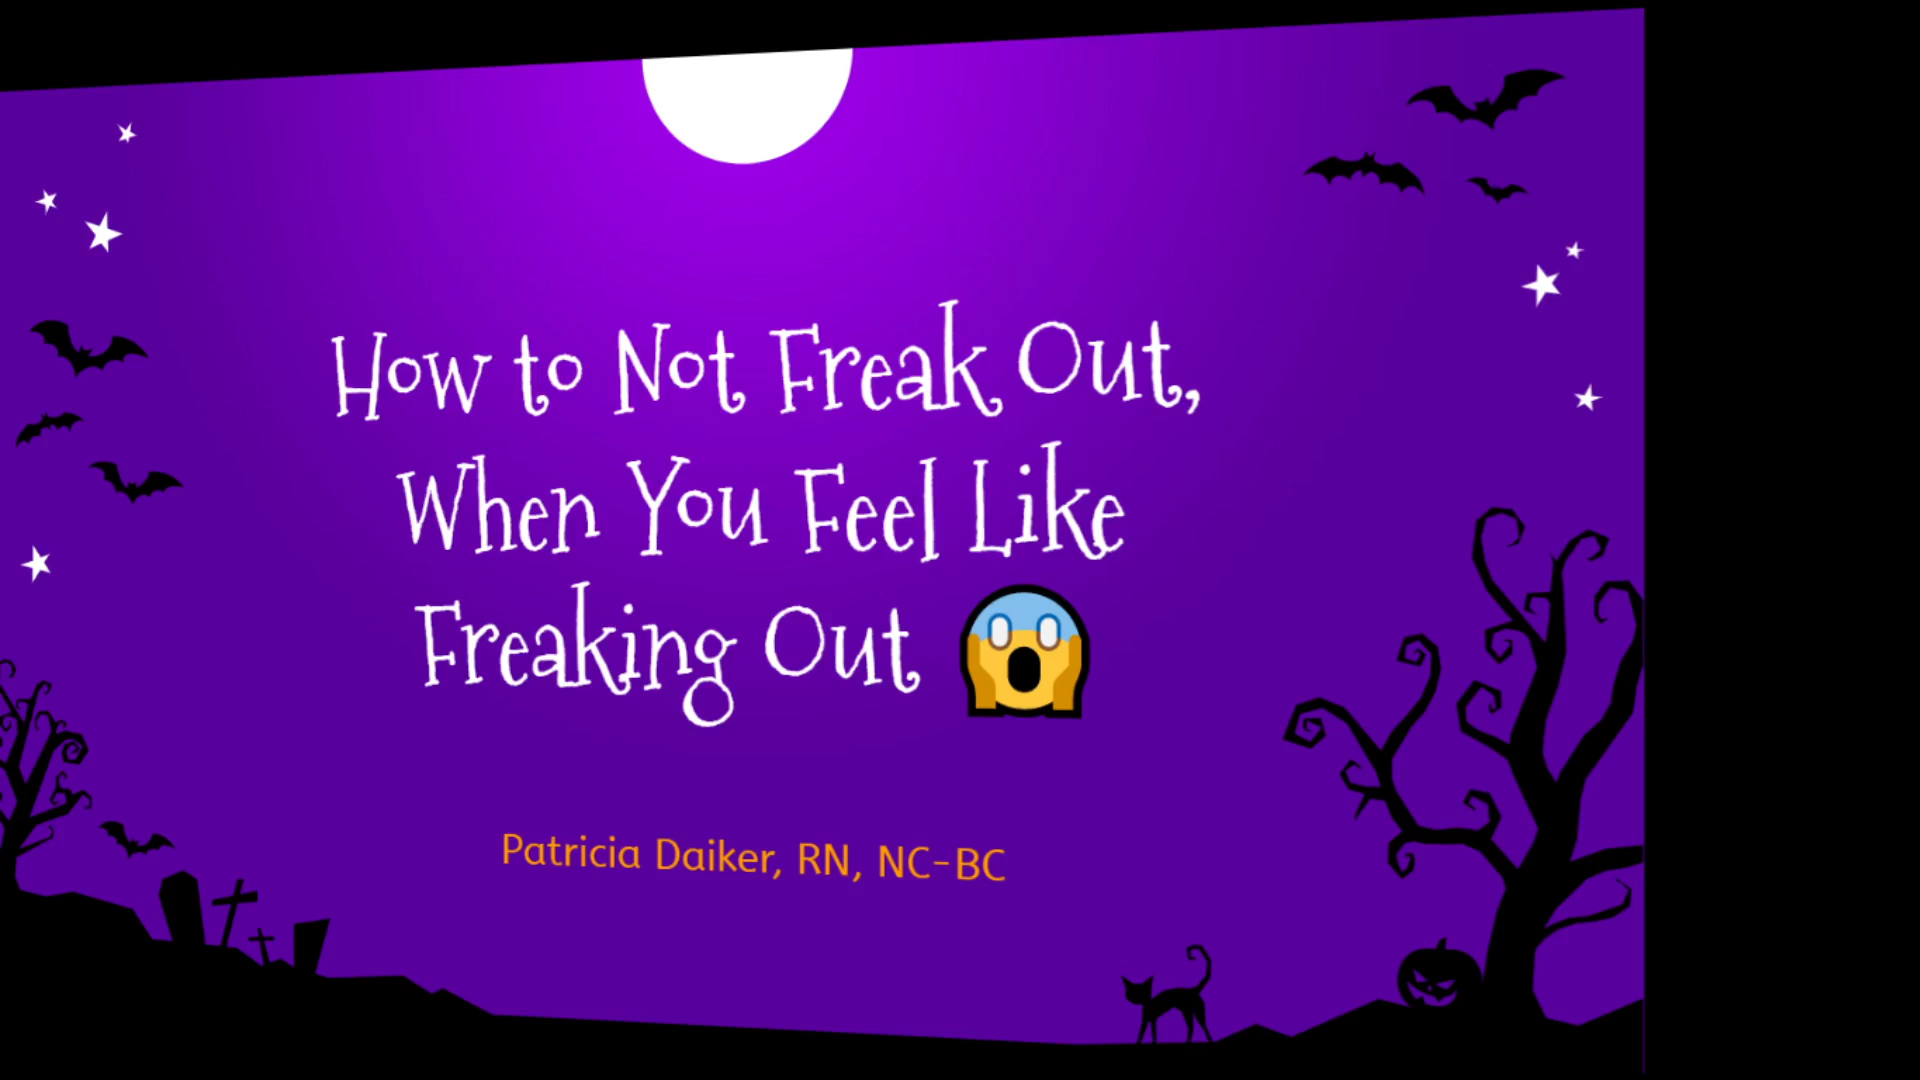 How to Not Freak Out,
When You Feel Like
Freaking Out 😱
Patricia Daiker, RN, NC-BC